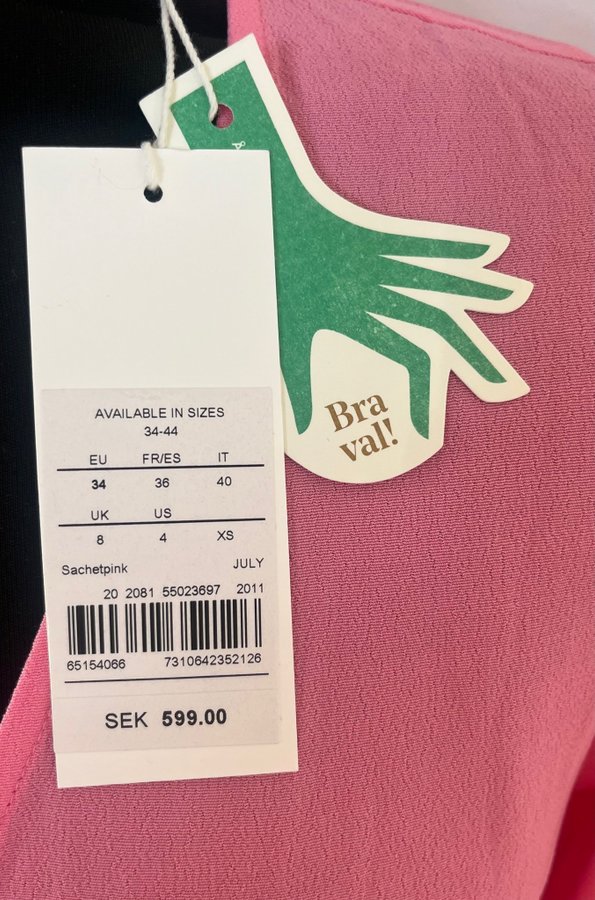 AVAILABLE IN SIZES
34-44
EU FR/ES IT
34 36 40
UK US
8 4 XS
Sachetpink JULY
20 2081 55023697 2011
65154066 7310642352126
SEK 599.00
Bra
val!